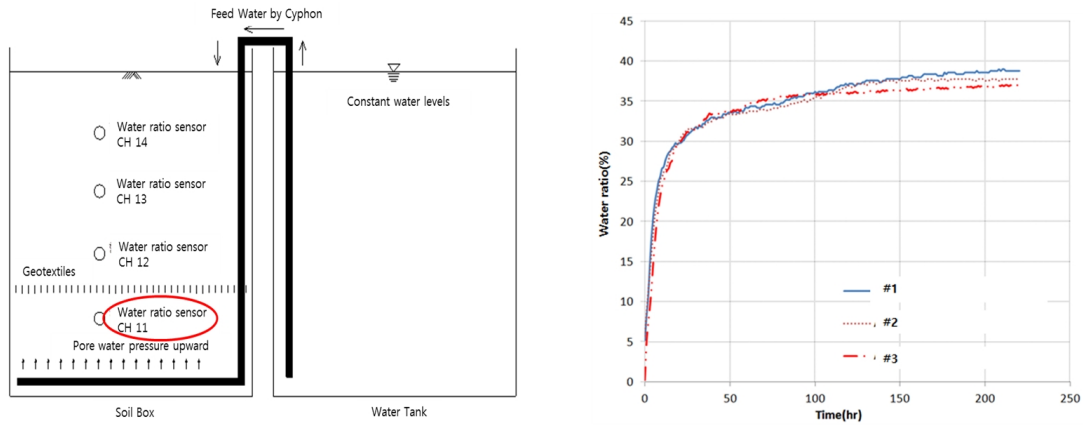 Feed Water by Cyphon
Constant water levels
Water ratio sensor
CH 14
Water ratio sensor
CH 13
Water ratio sensor
CH 12
Geotextiles
Water ratio sensor
CH 11
Pore water pressure upward
Soil Box
Water Tank
45
40
35
30
25
20
15
10
5
0
Water ratio(%)
#1
#2
#3
0
50
100
150
200
250
Time(hr)